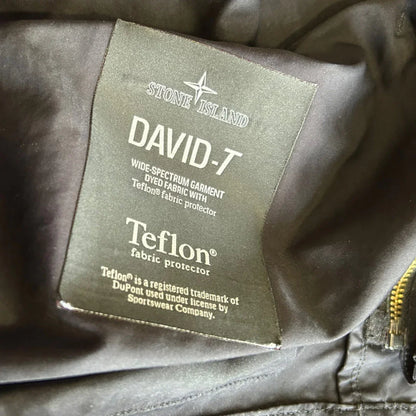 STONE ISLAND
DAVID-T
WIDE-SPECTRUM GARMENT
DYED FABRIC WITH
Teflon® fabric protector
Teflon®
fabric protector
Teflon® is a registered trademark of
DuPont used under license by
Sportswear Company.